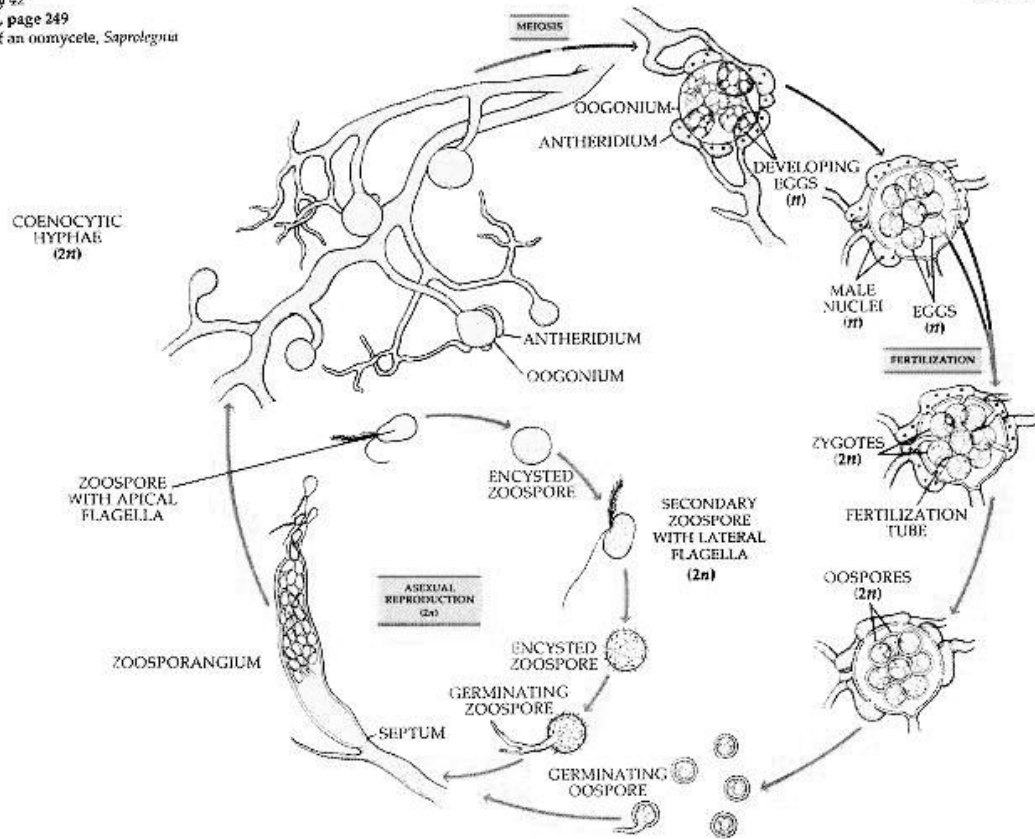 , page 249
f an oomycete, Saprolegnia
MEIOSIS
OOGONIUM
ANTHERIDIUM
DEVELOPING
EGGS
(n)
COENOCYTIC
HYPHAE
(2n)
MALE
NUCLEI
(n)
EGGS
(n)
ANTHERIDIUM
OOGONIUM
FERTILIZATION
ZYGOTES
(2n)
FERTILIZATION
TUBE
ZOOSPORE
WITH APICAL
FLAGELLA
ENCYSTED
ZOOSPORE
SECONDARY
ZOOSPORE
WITH LATERAL
FLAGELLA
(2n)
ASEXUAL
REPRODUCTION
(2n)
OOSPORES
(2n)
ZOOSPORANGIUM
ENCYSTED
ZOOSPORE
GERMINATING
ZOOSPORE
SEPTUM
GERMINATING
OOSPORE